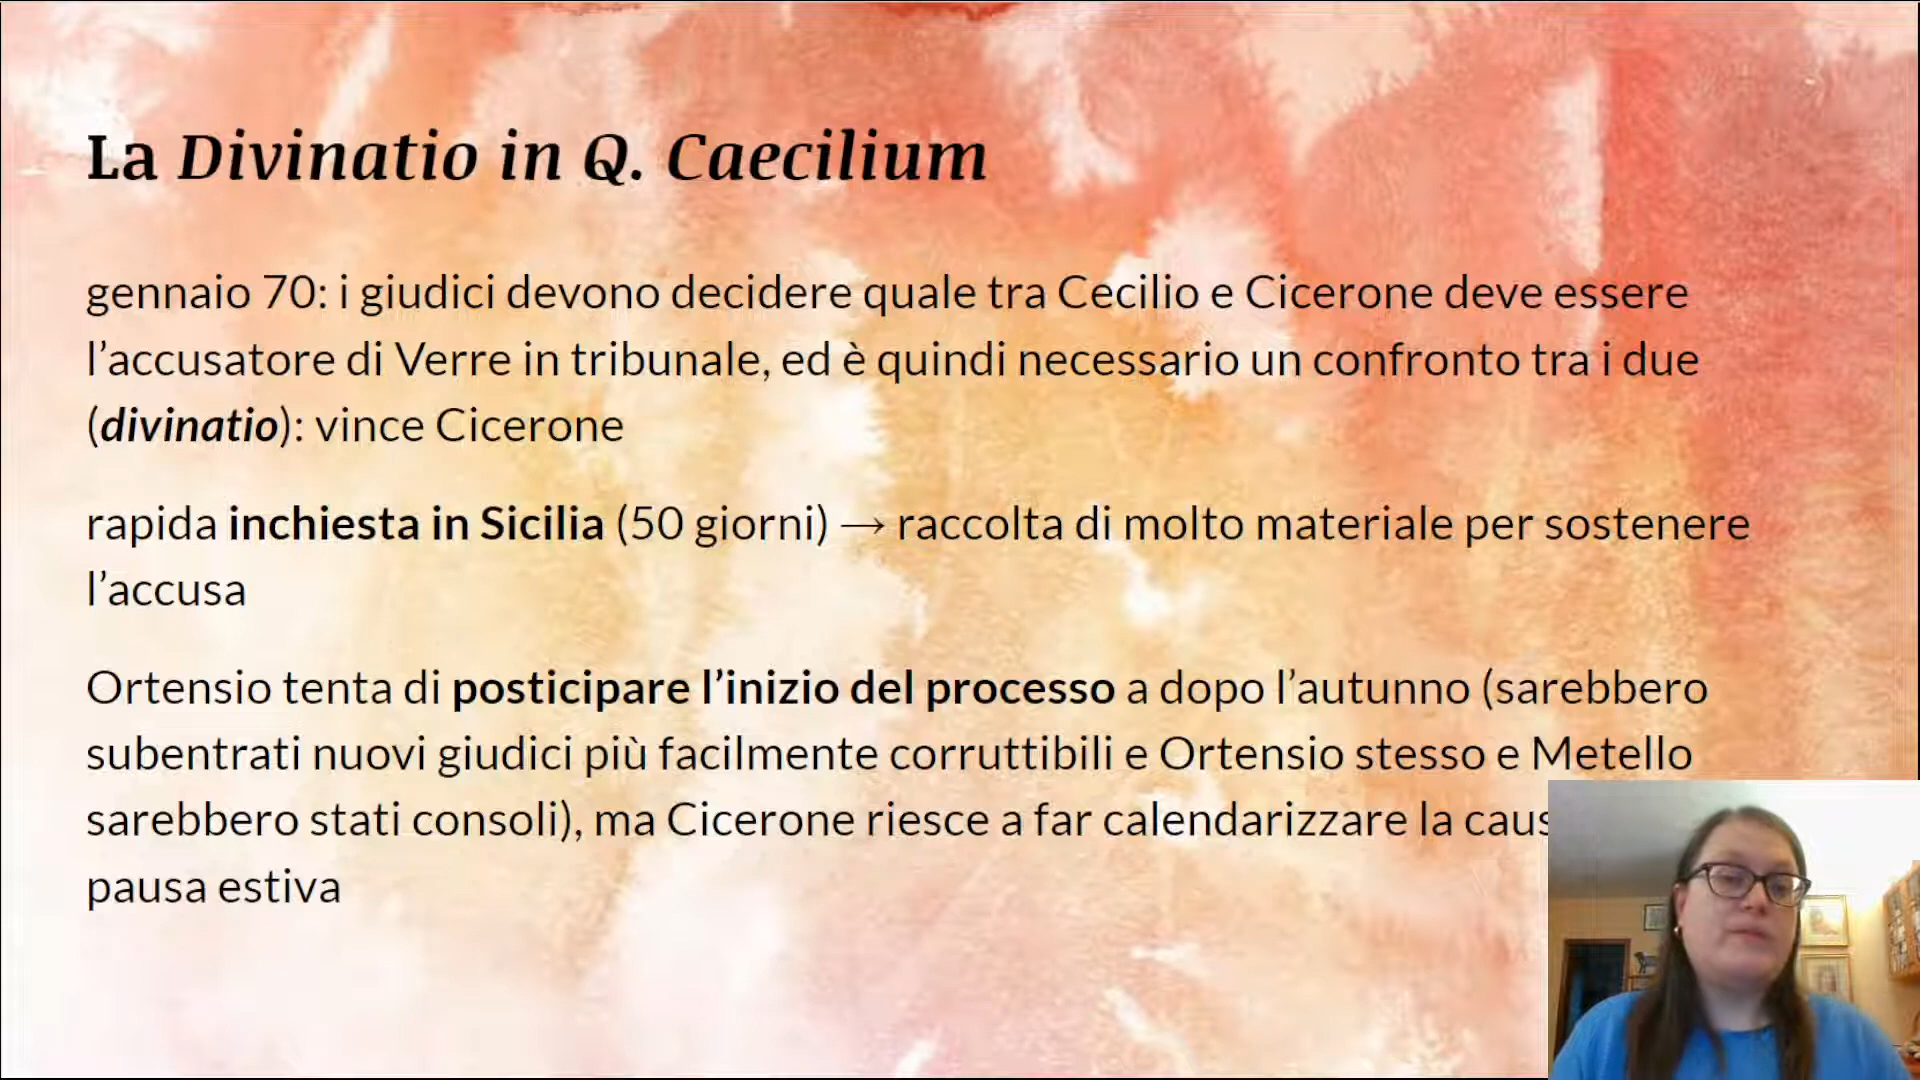 La Divinatio in Q. Caecilium
gennaio 70: i giudici devono decidere quale tra Cecilio e Cicerone deve essere
l’accusatore di Verre in tribunale, ed è quindi necessario un confronto tra i due
(divinatio): vince Cicerone
rapida inchiesta in Sicilia (50 giorni) → raccolta di molto materiale per sostenere
l’accusa
Ortensio tenta di posticipare l’inizio del processo a dopo l’autunno (sarebbero
subentrati nuovi giudici più facilmente corruttibili e Ortensio stesso e Metello
sarebbero stati consoli), ma Cicerone riesce a far calendarizzare la
pausa estiva